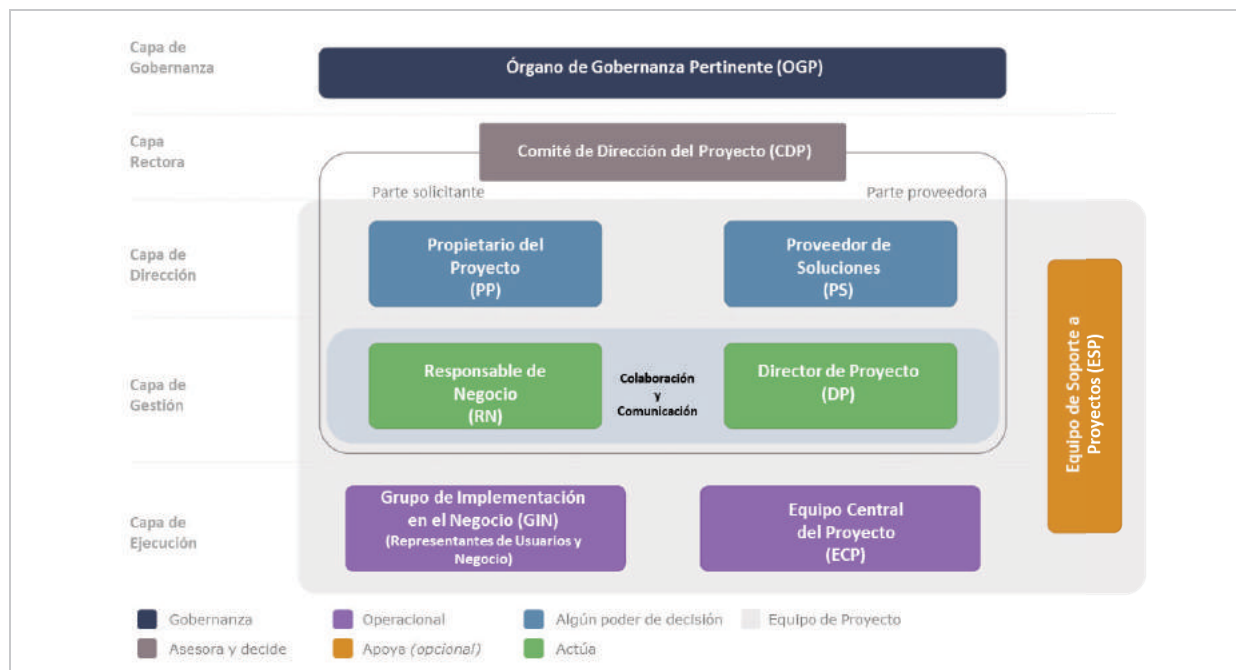 Capa de
Gobernanza
Órgano de Gobernanza Pertinente (OGP)
Capa
Rectora
Comité de Dirección del Proyecto (CDP)
Parte solicitante
Parte proveedora
Capa de
Dirección
Propietario del
Proyecto
(PP)
Proveedor de
Soluciones
(PS)
Equipo de Soporte a
Proyectos (ESP)
Capa de
Gestión
Responsable de
Negocio
(RN)
Colaboración
y
Comunicación
Director de Proyecto
(DP)
Capa de
Ejecución
Grupo de Implementación
en el Negocio (GIN)
(Representantes de Usuarios y
Negocio)
Equipo Central
del Proyecto
(ECP)
Gobernanza
Operacional
Algún poder de decisión
Equipo de Proyecto
Asesora y decide
Apoya (opcional)
Actúa